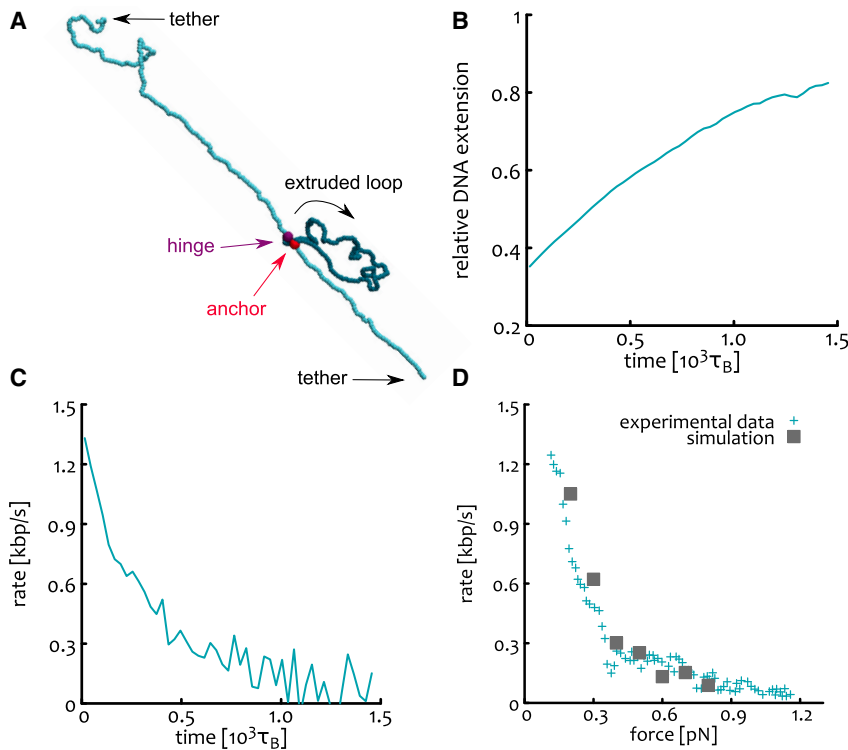 A
tether
extruded loop
hinge
anchor
tether
B
1
0.8
0.6
0.4
0.2
relative DNA extension
0
0.5
1.0
1.5
time [10³τB]
C
1.5
1.2
0.9
0.6
0.3
0
rate [kbp/s]
0
0.5
1.0
1.5
time [10³τB]
D
experimental data
simulation
1.5
1.2
0.9
0.6
0.3
0
rate [kbp/s]
0
0.3
0.6
0.9
1.2
force [pN]